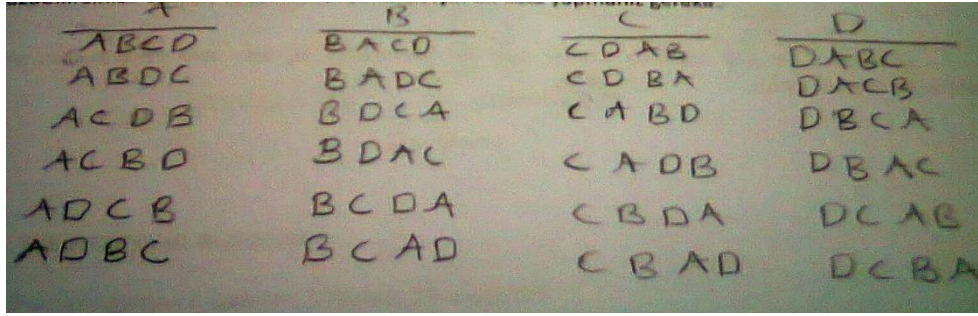 A B C D
ABCD BACD CDAB DABC
ABDC BADC CDBA DACB
ACDB BDCA CABD DBCA
ACBD BDAC CADB DBAC
ADCB BCDA CBDA DCAB
ADBC BCAD CBAD DCBA